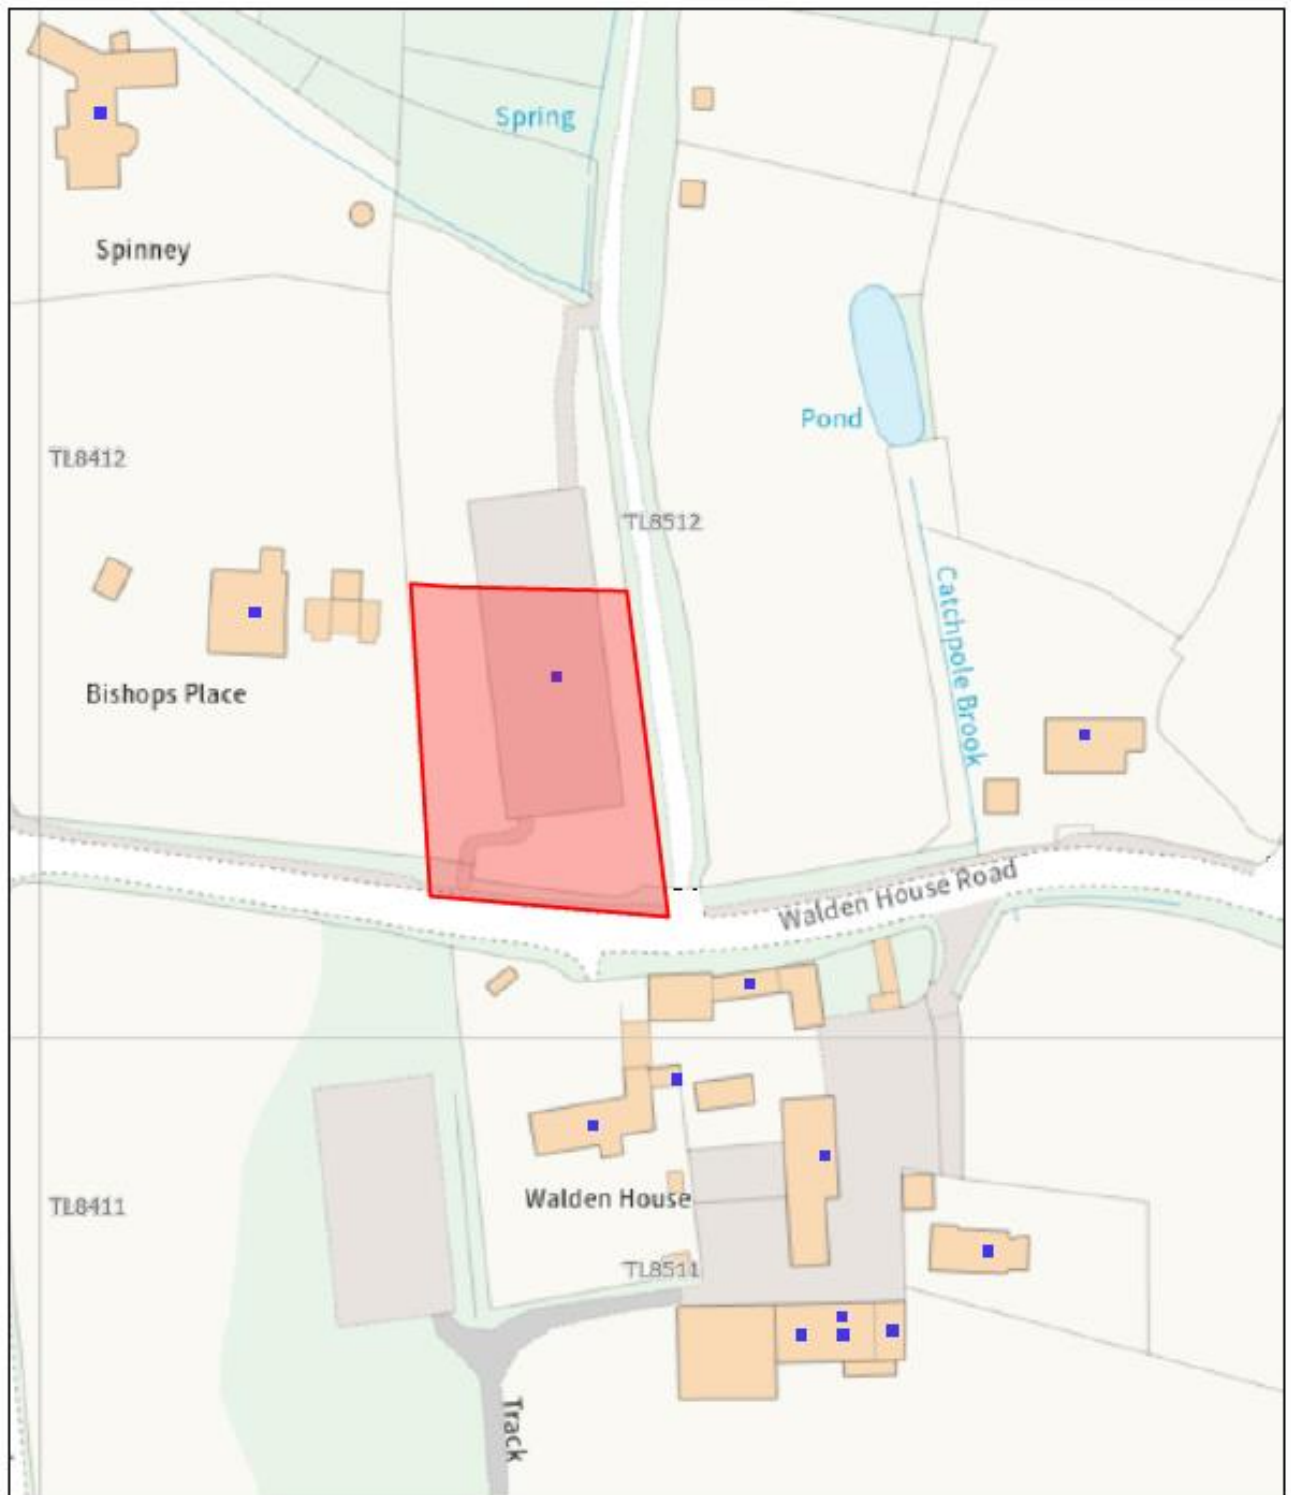 Spring
Spinney
Pond
TL8412
TL8512
Catchpole Brook
Bishops Place
Walden House Road
Walden House
TL8411
TL8511
Track